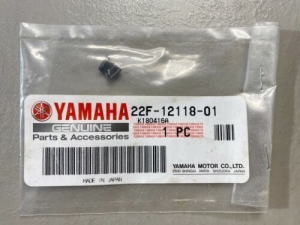 YAMAHA 22F-12118-01
GENUINE K180416A
Parts & Accessories 1 PC
YAMAHA MOTOR CO.,LTD.
MADE IN JAPAN